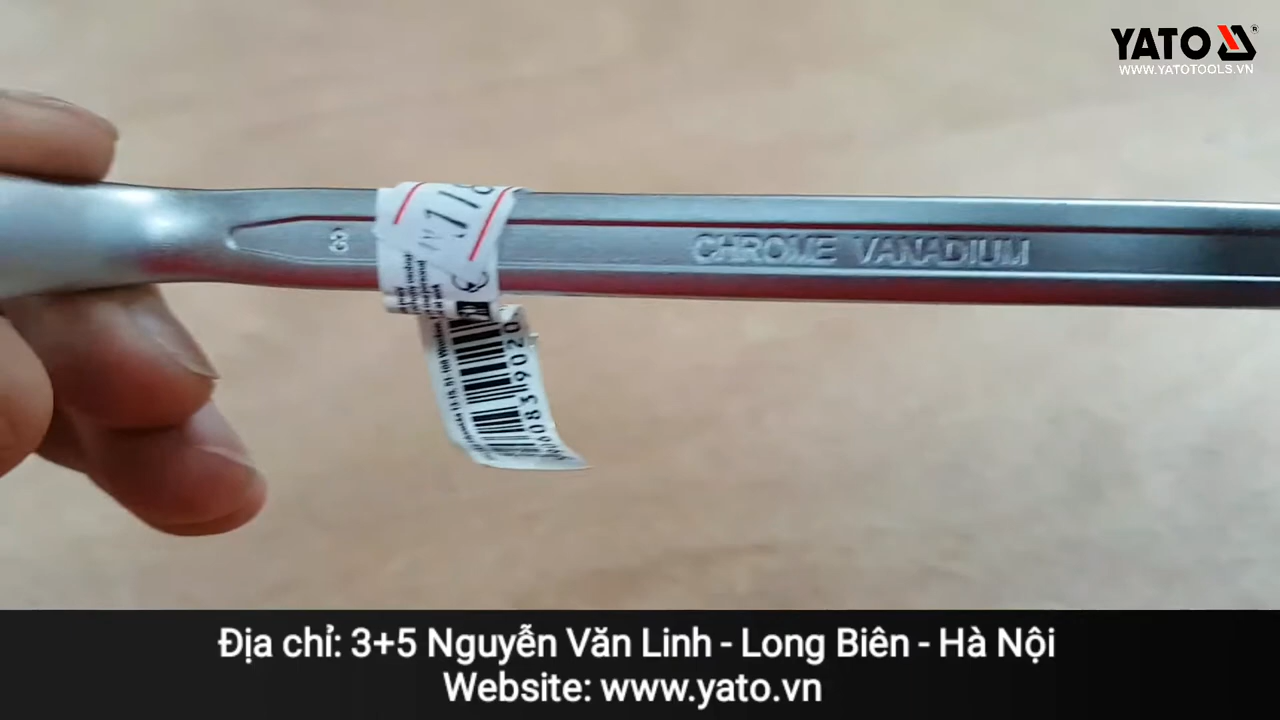 YATO
WWW.YATOTOOLS.VN
8
CHROME VANADIUM
Địa chỉ: 3+5 Nguyễn Văn Linh - Long Biên - Hà Nội
Website: www.yato.vn